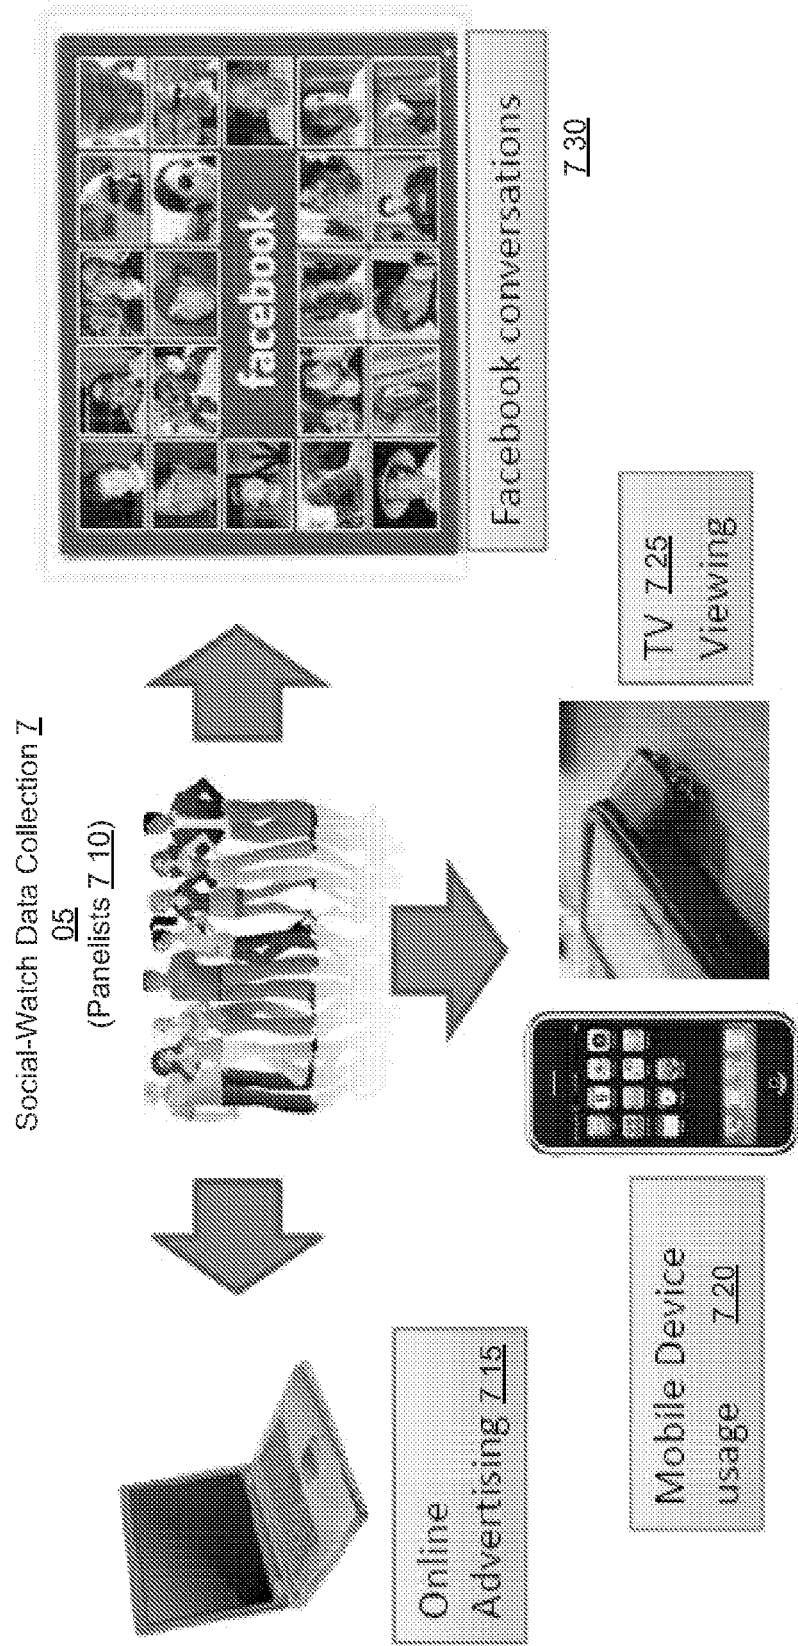 Social-Watch Data Collection 7
05
(Panelists 7 10)
facebook
Facebook conversations
7 30
Online
Advertising 7 15
Mobile Device
usage 7 20
TV 7 25
Viewing